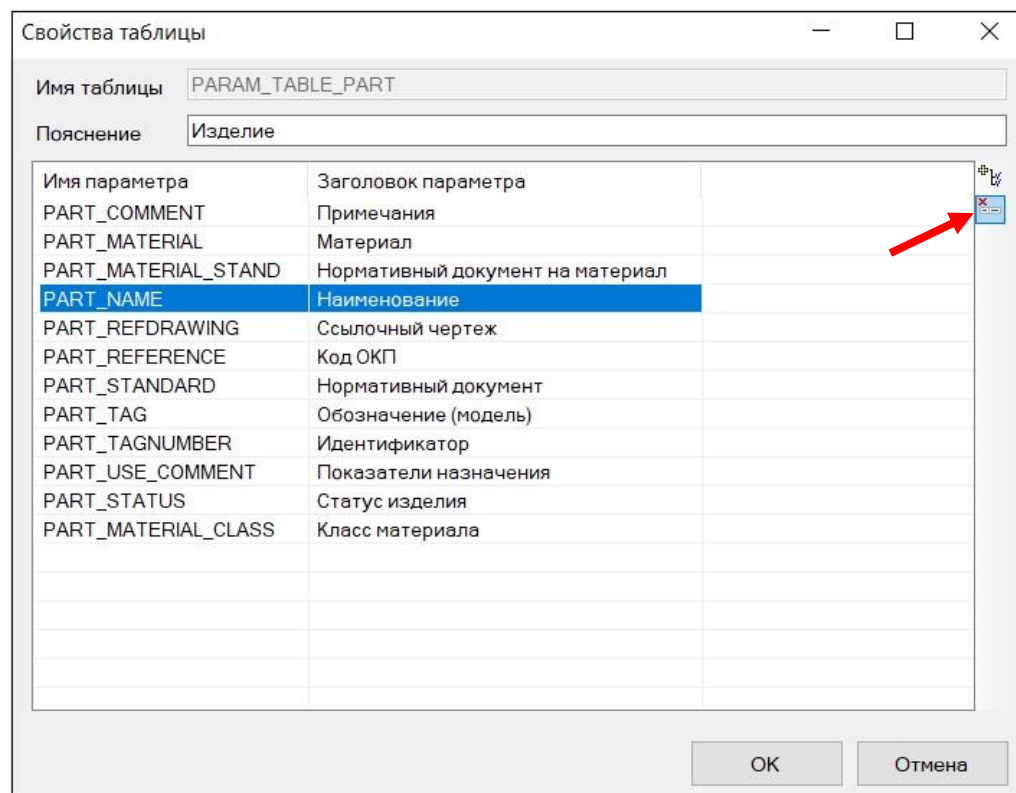 Свойства таблицы
Имя таблицы PARAM_TABLE_PART
Пояснение Изделие
Имя параметра Заголовок параметра
PART_COMMENT Примечания
PART_MATERIAL Материал
PART_MATERIAL_STAND Нормативный документ на материал
PART_NAME Наименование
PART_REFDRAWING Ссылочный чертеж
PART_REFERENCE Код ОКП
PART_STANDARD Нормативный документ
PART_TAG Обозначение (модель)
PART_TAGNUMBER Идентификатор
PART_USE_COMMENT Показатели назначения
PART_STATUS Статус изделия
PART_MATERIAL_CLASS Класс материала
OK Отмена